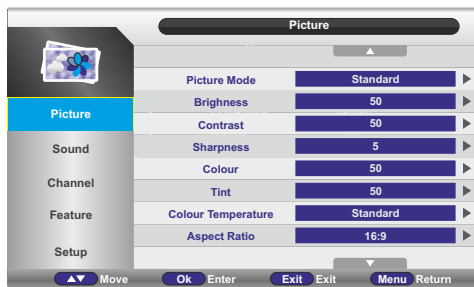 Picture
Picture Mode Standard
Brighness 50
Picture
Contrast 50
Sound
Sharpness 5
Colour 50
Channel
Tint 50
Feature
Colour Temperature Standard
Aspect Ratio 16:9
Setup
▲▼ Move Ok Enter Exit Exit Menu Return